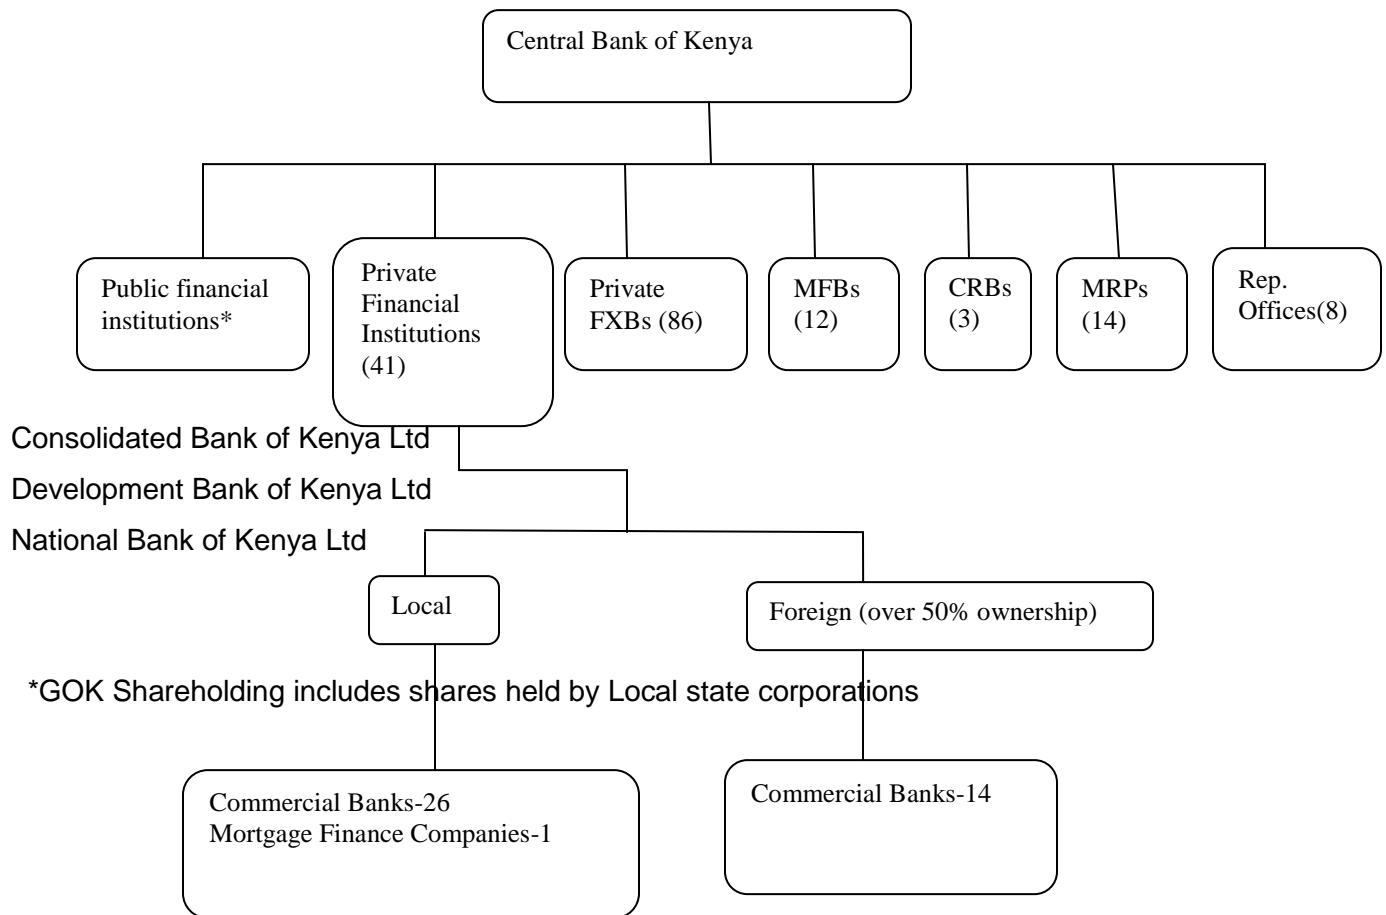 Central Bank of Kenya
Public financial
institutions*
Private
Financial
Institutions
(41)
Private
FXBs (86)
MFBs
(12)
CRBs
(3)
MRPs
(14)
Rep.
Offices(8)
Consolidated Bank of Kenya Ltd
Development Bank of Kenya Ltd
National Bank of Kenya Ltd
Local
Foreign (over 50% ownership)
*GOK Shareholding includes shares held by Local state corporations
Commercial Banks-26
Mortgage Finance Companies-1
Commercial Banks-14